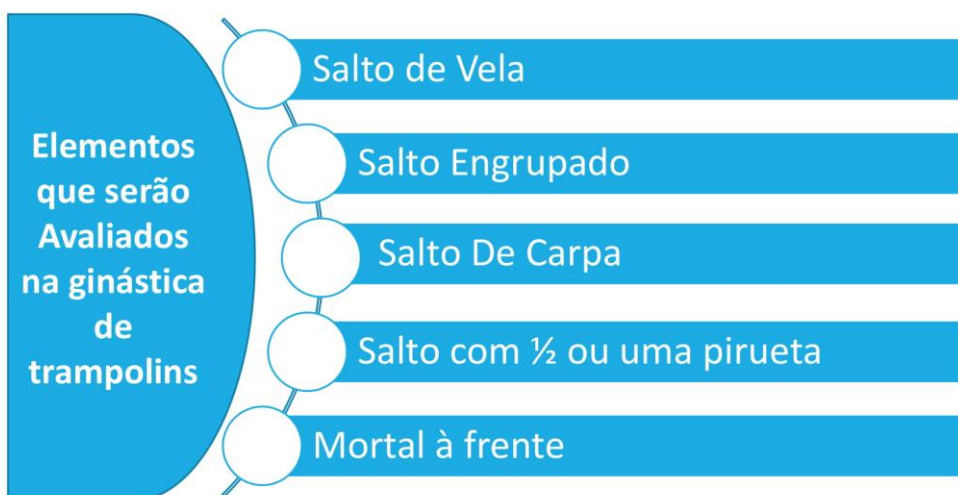 Elementos
que serão
Avaliados
na ginástica
de
trampolins
Salto de Vela
Salto Engrupado
Salto De Carpa
Salto com ½ ou uma pirueta
Mortal à frente